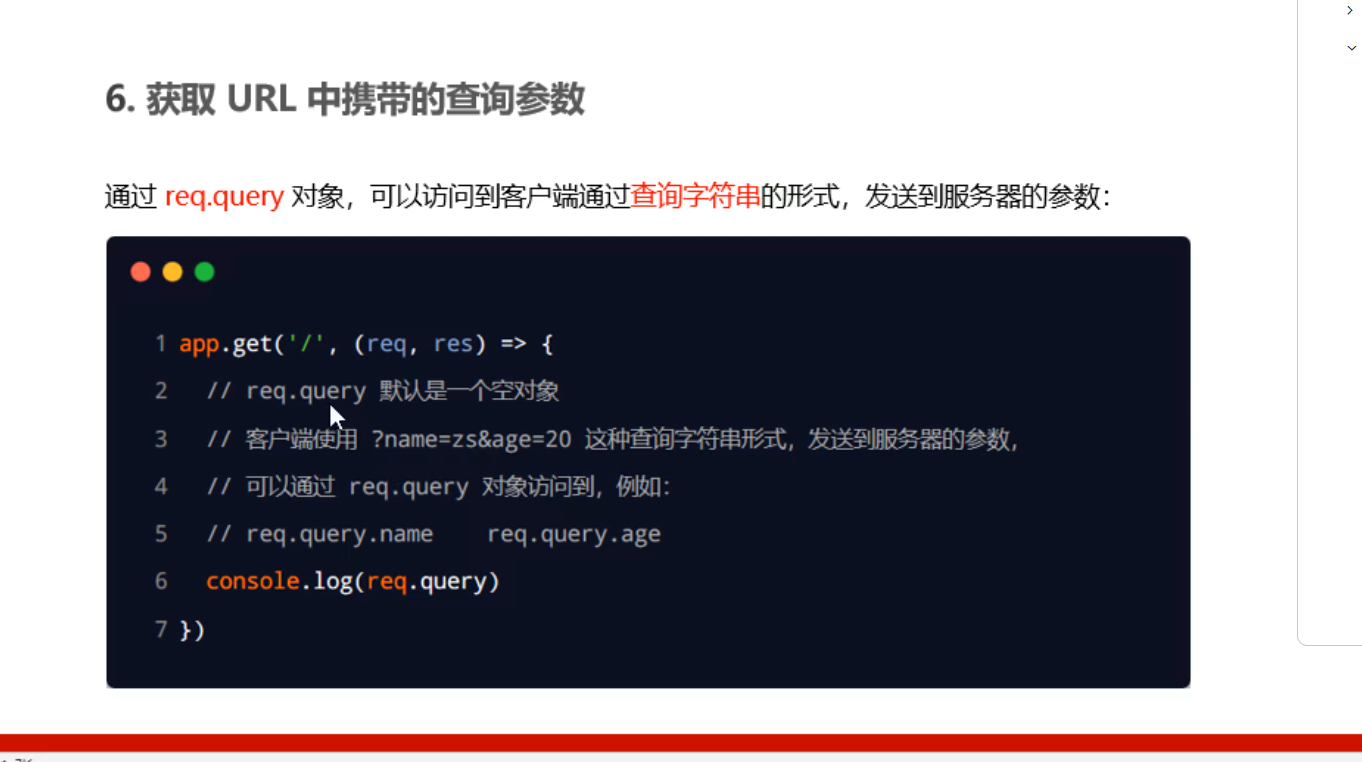 6. 获取 URL 中携带的查询参数
通过 req.query 对象，可以访问到客户端通过查询字符串的形式，发送到服务器的参数：
1 app.get('/', (req, res) => {
2 // req.query 默认是一个空对象
3 // 客户端使用 ?name=zs&age=20 这种查询字符串形式，发送到服务器的参数，
4 // 可以通过 req.query 对象访问到，例如：
5 // req.query.name req.query.age
6 console.log(req.query)
7 })